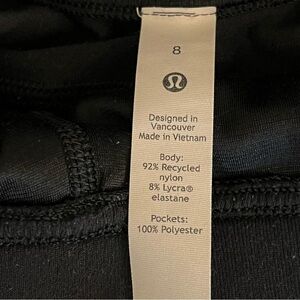 8
Designed in
Vancouver
Made in Vietnam
Body:
92% Recycled
nylon
8% Lycra®
elastane
Pockets:
100% Polyester